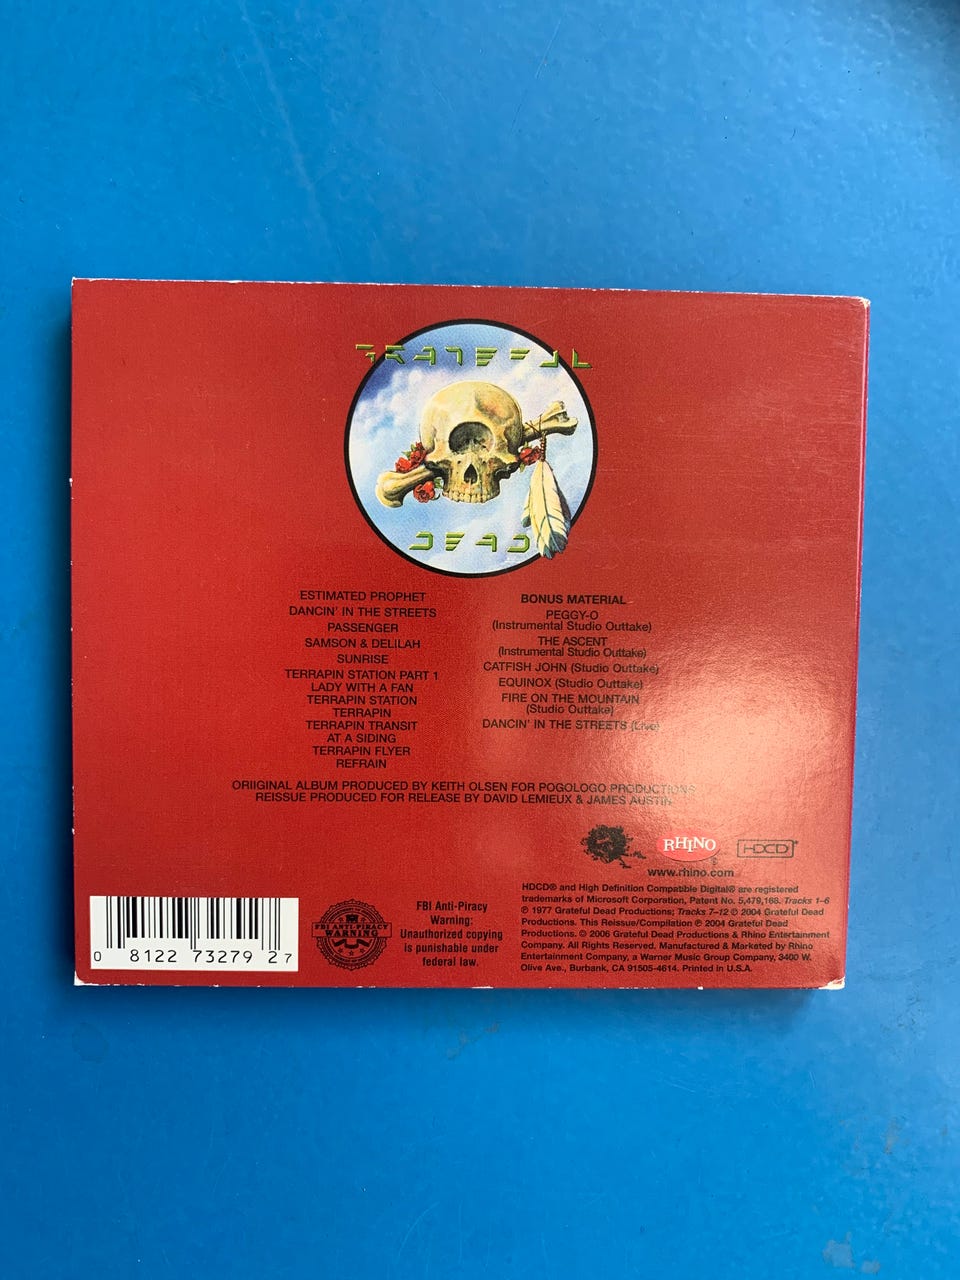 GRATEFUL
DEAD
ESTIMATED PROPHET
DANCIN' IN THE STREETS
PASSENGER
SAMSON & DELILAH
SUNRISE
TERRAPIN STATION PART 1
LADY WITH A FAN
TERRAPIN STATION
TERRAPIN
TERRAPIN TRANSIT
AT A SIDING
TERRAPIN FLYER
REFRAIN
BONUS MATERIAL
PEGGY-O
(Instrumental Studio Outtake)
THE ASCENT
(Instrumental Studio Outtake)
CATFISH JOHN (Studio Outtake)
EQUINOX (Studio Outtake)
FIRE ON THE MOUNTAIN
(Studio Outtake)
DANCIN' IN THE STREETS (Live)
ORIIGINAL ALBUM PRODUCED BY KEITH OLSEN FOR POGOLOGO PRODUCTIONS
REISSUE PRODUCED FOR RELEASE BY DAVID LEMIEUX & JAMES AUSTIN
RHINO
HDCD®
www.rhino.com
0 8122 73279 2 7
FBI ANTI-PIRACY
WARNING
FBI Anti-Piracy
Warning:
Unauthorized copying
is punishable under
federal law.
HDCD® and High Definition Compatible Digital® are registered
trademarks of Microsoft Corporation, Patent No. 5,479,168. Tracks 1–6
℗ 1977 Grateful Dead Productions; Tracks 7–12 ℗ 2004 Grateful Dead
Productions. This Reissue/Compilation ℗ 2004 Grateful Dead
Productions. © 2006 Grateful Dead Productions & Rhino Entertainment
Company. All Rights Reserved. Manufactured & Marketed by Rhino
Entertainment Company, a Warner Music Group Company, 3400 W.
Olive Ave., Burbank, CA 91505-4614. Printed in U.S.A.